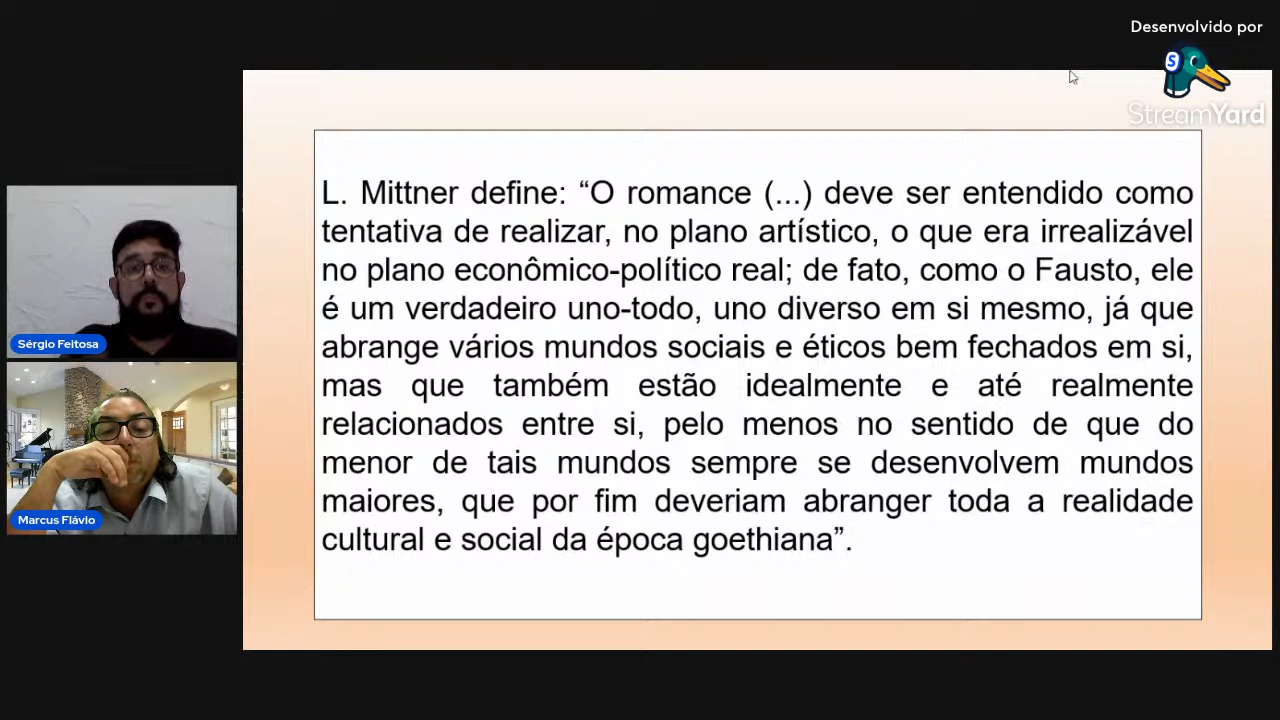 Desenvolvido por
StreamYard
L. Mittner define: “O romance (...) deve ser entendido como
tentativa de realizar, no plano artístico, o que era irrealizável
no plano econômico-político real; de fato, como o Fausto, ele
é um verdadeiro uno-todo, uno diverso em si mesmo, já que
abrange vários mundos sociais e éticos bem fechados em si,
mas que também estão idealmente e até realmente
relacionados entre si, pelo menos no sentido de que do
menor de tais mundos sempre se desenvolvem mundos
maiores, que por fim deveriam abranger toda a realidade
cultural e social da época goethiana”.
Sérgio Feitosa
Marcus Flávio